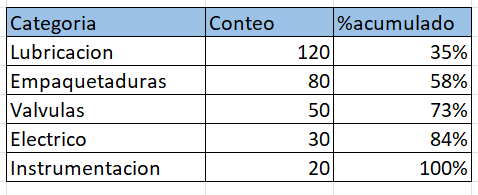 Categoria Conteo %acumulado
Lubricacion 120 35%
Empaquetaduras 80 58%
Valvulas 50 73%
Electrico 30 84%
Instrumentacion 20 100%